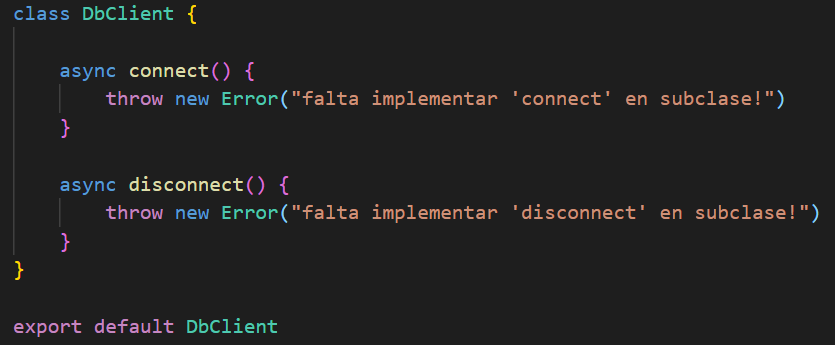 class DbClient {
async connect() {
throw new Error("falta implementar 'connect' en subclase!")
}
async disconnect() {
throw new Error("falta implementar 'disconnect' en subclase!")
}
}
export default DbClient